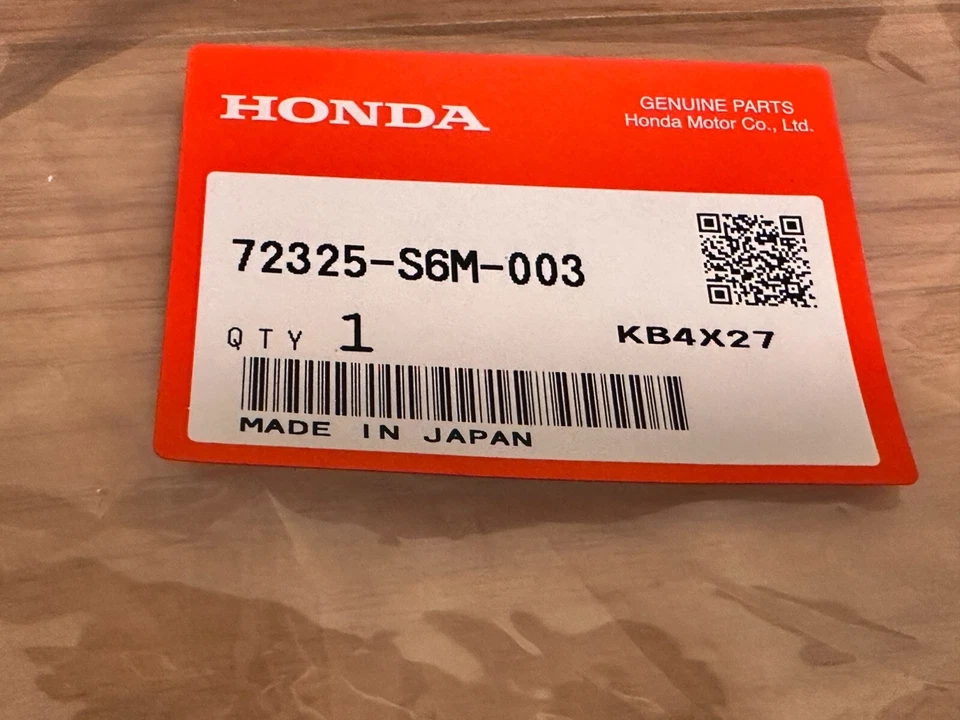 HONDA
GENUINE PARTS
Honda Motor Co., Ltd.
72325-S6M-003
QTY 1
KB4X27
MADE IN JAPAN